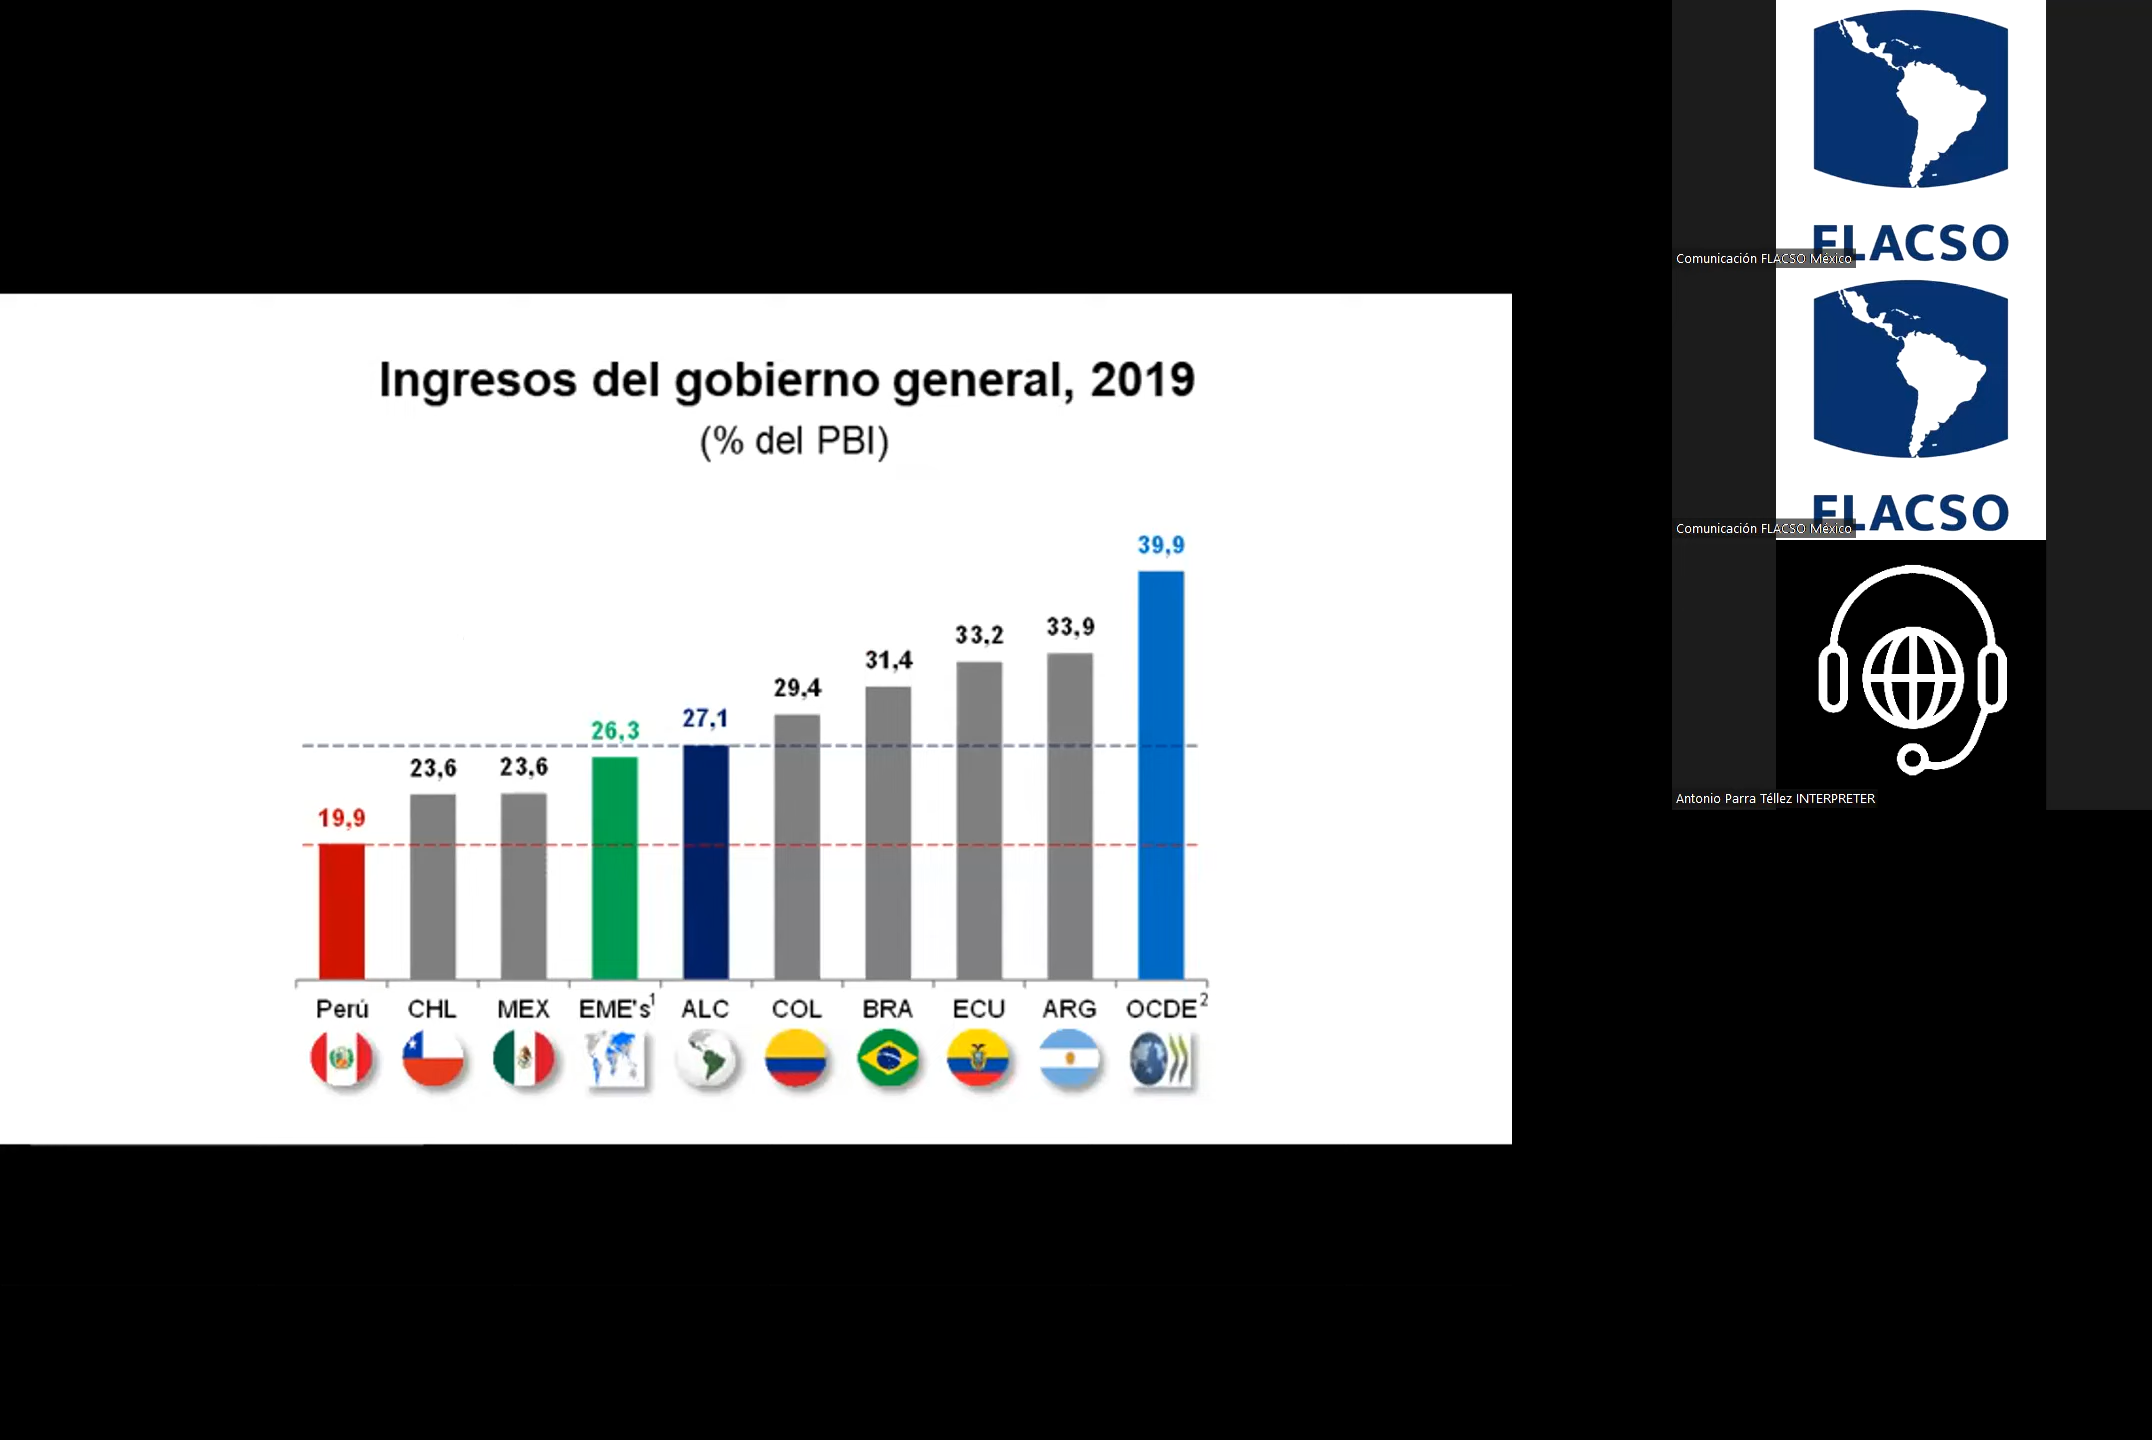 Ingresos del gobierno general, 2019
(% del PBI)
39,9
33,9
33,2
31,4
29,4
27,1
26,3
23,6
23,6
19,9
Perú CHL MEX EME's¹ ALC COL BRA ECU ARG OCDE²
FLACSO
Comunicación FLACSO México
FLACSO
Comunicación FLACSO México
Antonio Parra Téllez INTERPRETER